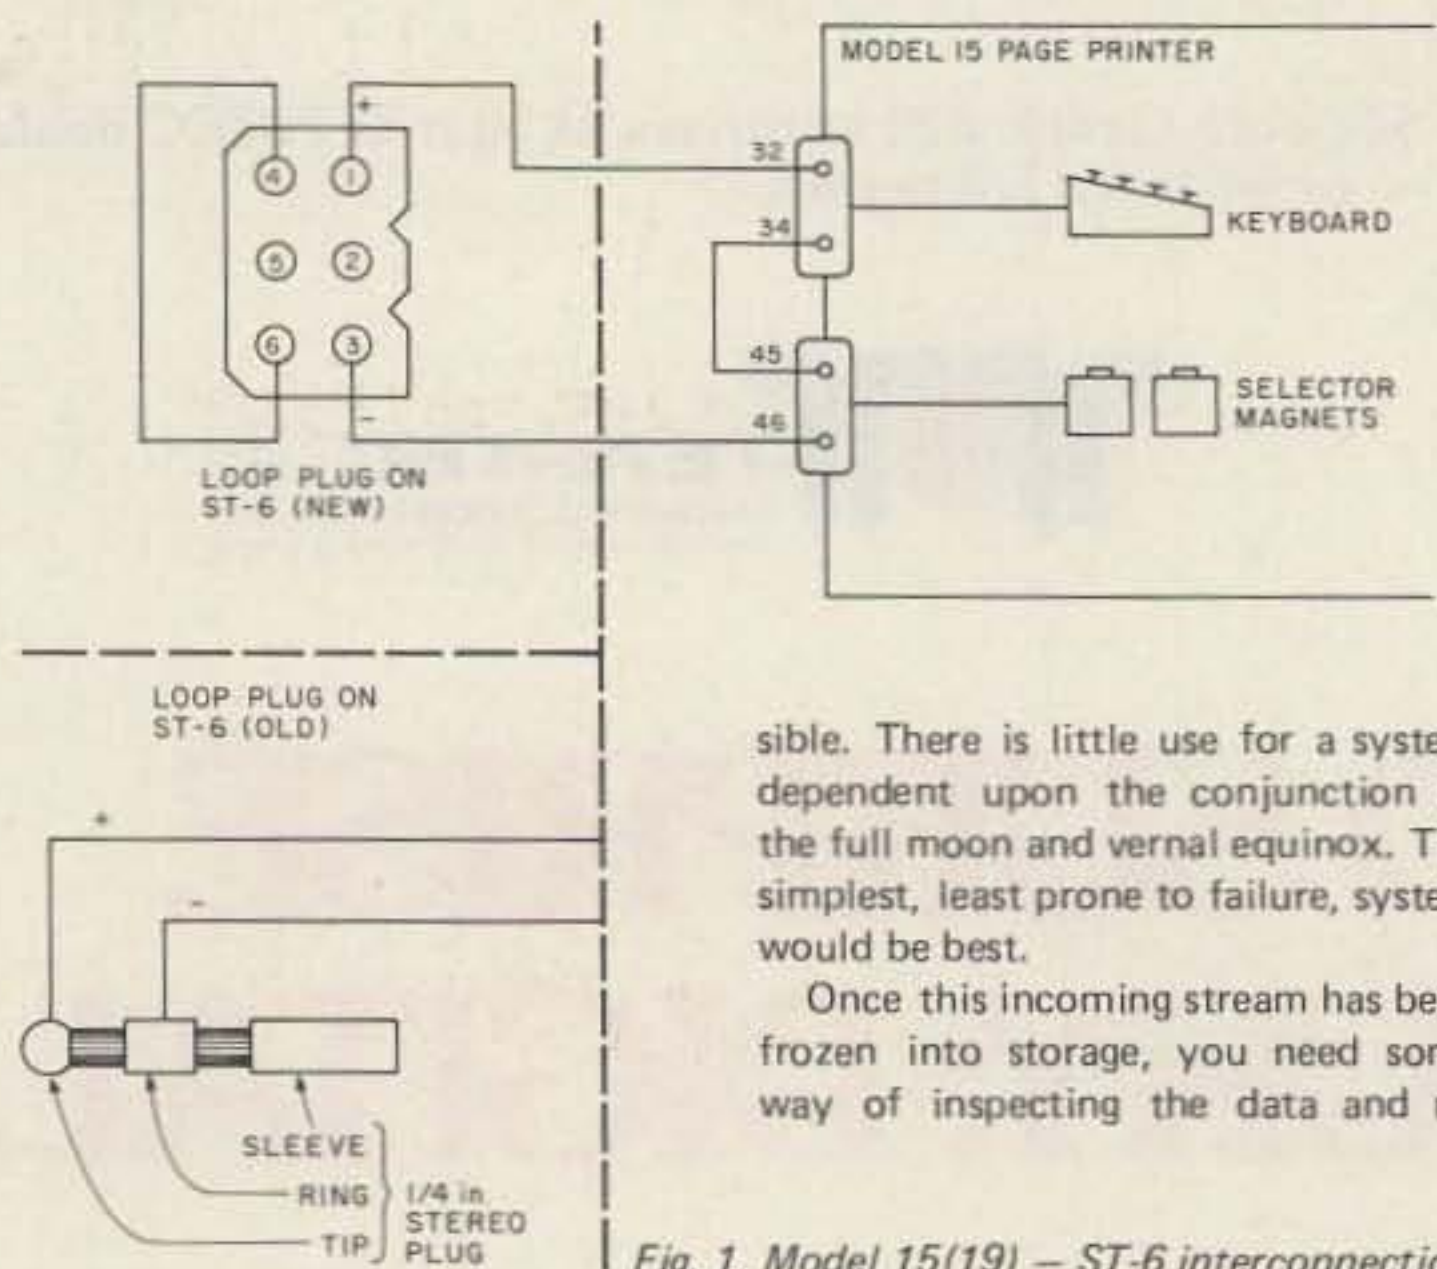 MODEL 15 PAGE PRINTER
+
4
1
32
34
KEYBOARD
5
2
6
3
45
SELECTOR
MAGNETS
46
-
LOOP PLUG ON
ST-6 (NEW)
LOOP PLUG ON
ST-6 (OLD)
+
-
SLEEVE
RING
TIP
1/4 in
STEREO
PLUG
sible. There is little use for a syste
dependent upon the conjunction
the full moon and vernal equinox. T
simplest, least prone to failure, syste
would be best.
Once this incoming stream has be
frozen into storage, you need som
way of inspecting the data and
Fig. 1. Model 15(19) — ST-6 interconnectio